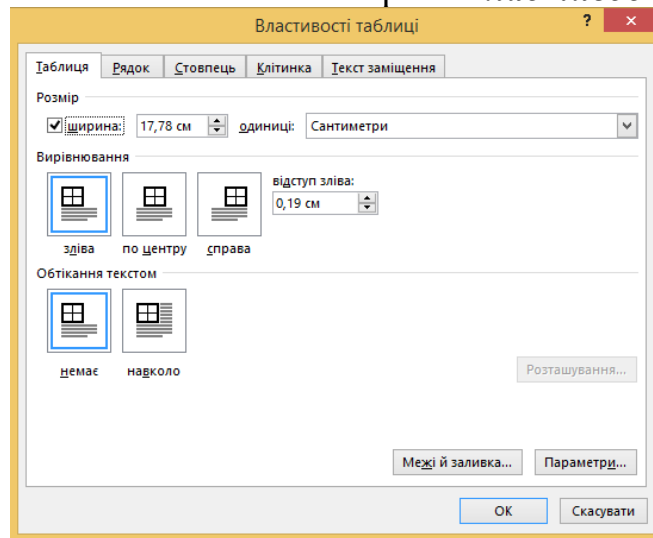 Властивості таблиці
? ×
Таблиця Рядок Стовпець Клітинка Текст заміщення
Розмір
ширина: 17,78 см одиниці: Сантиметри
Вирівнювання
відступ зліва:
0,19 см
зліва по центру справа
Обтікання текстом
немає навколо
Розташування...
Межі й заливка... Параметри...
ОК Скасувати